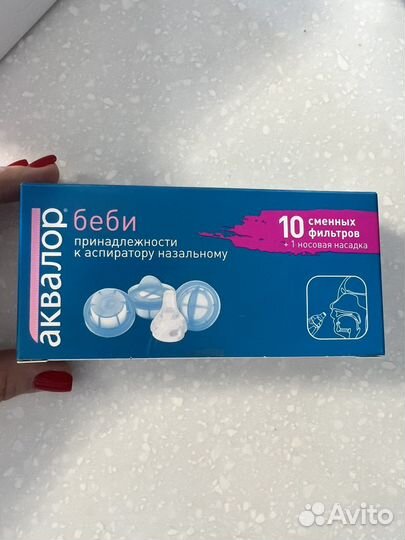 аквалор®
беби
принадлежности
к аспиратору назальному
10 сменных
фильтров
+ 1 носовая насадка
Avito